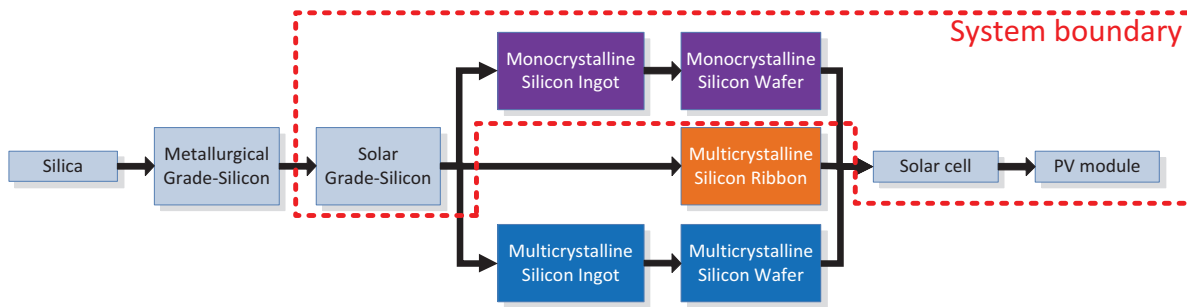 System boundary
Monocrystalline
Silicon Ingot
Monocrystalline
Silicon Wafer
Silica
Metallurgical
Grade-Silicon
Solar
Grade-Silicon
Multicrystalline
Silicon Ribbon
Solar cell
PV module
Multicrystalline
Silicon Ingot
Multicrystalline
Silicon Wafer